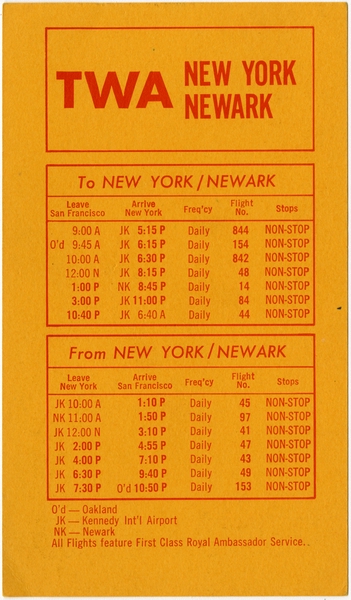 TWA NEW YORK
NEWARK
To NEW YORK/NEWARK
Leave San Francisco Arrive New York Freq'cy Flight No. Stops
9:00 A JK 5:15 P Daily 844 NON-STOP
O'd 9:45 A JK 6:15 P Daily 154 NON-STOP
10:00 A JK 6:30 P Daily 842 NON-STOP
12:00 N JK 8:15 P Daily 48 NON-STOP
1:00 P NK 8:45 P Daily 14 NON-STOP
3:00 P JK 11:00 P Daily 84 NON-STOP
10:40 P JK 6:40 A Daily 44 NON-STOP
From NEW YORK/NEWARK
Leave New York Arrive San Francisco Freq'cy Flight No. Stops
JK 10:00 A 1:10 P Daily 45 NON-STOP
NK 11:00 A 1:50 P Daily 97 NON-STOP
JK 12:00 N 3:10 P Daily 41 NON-STOP
JK 2:00 P 4:55 P Daily 47 NON-STOP
JK 4:00 P 7:10 P Daily 43 NON-STOP
JK 6:30 P 9:40 P Daily 49 NON-STOP
JK 7:30 P O'd 10:50 P Daily 153 NON-STOP
O'd — Oakland
JK — Kennedy Int'l Airport
NK — Newark
All Flights feature First Class Royal Ambassador Service..